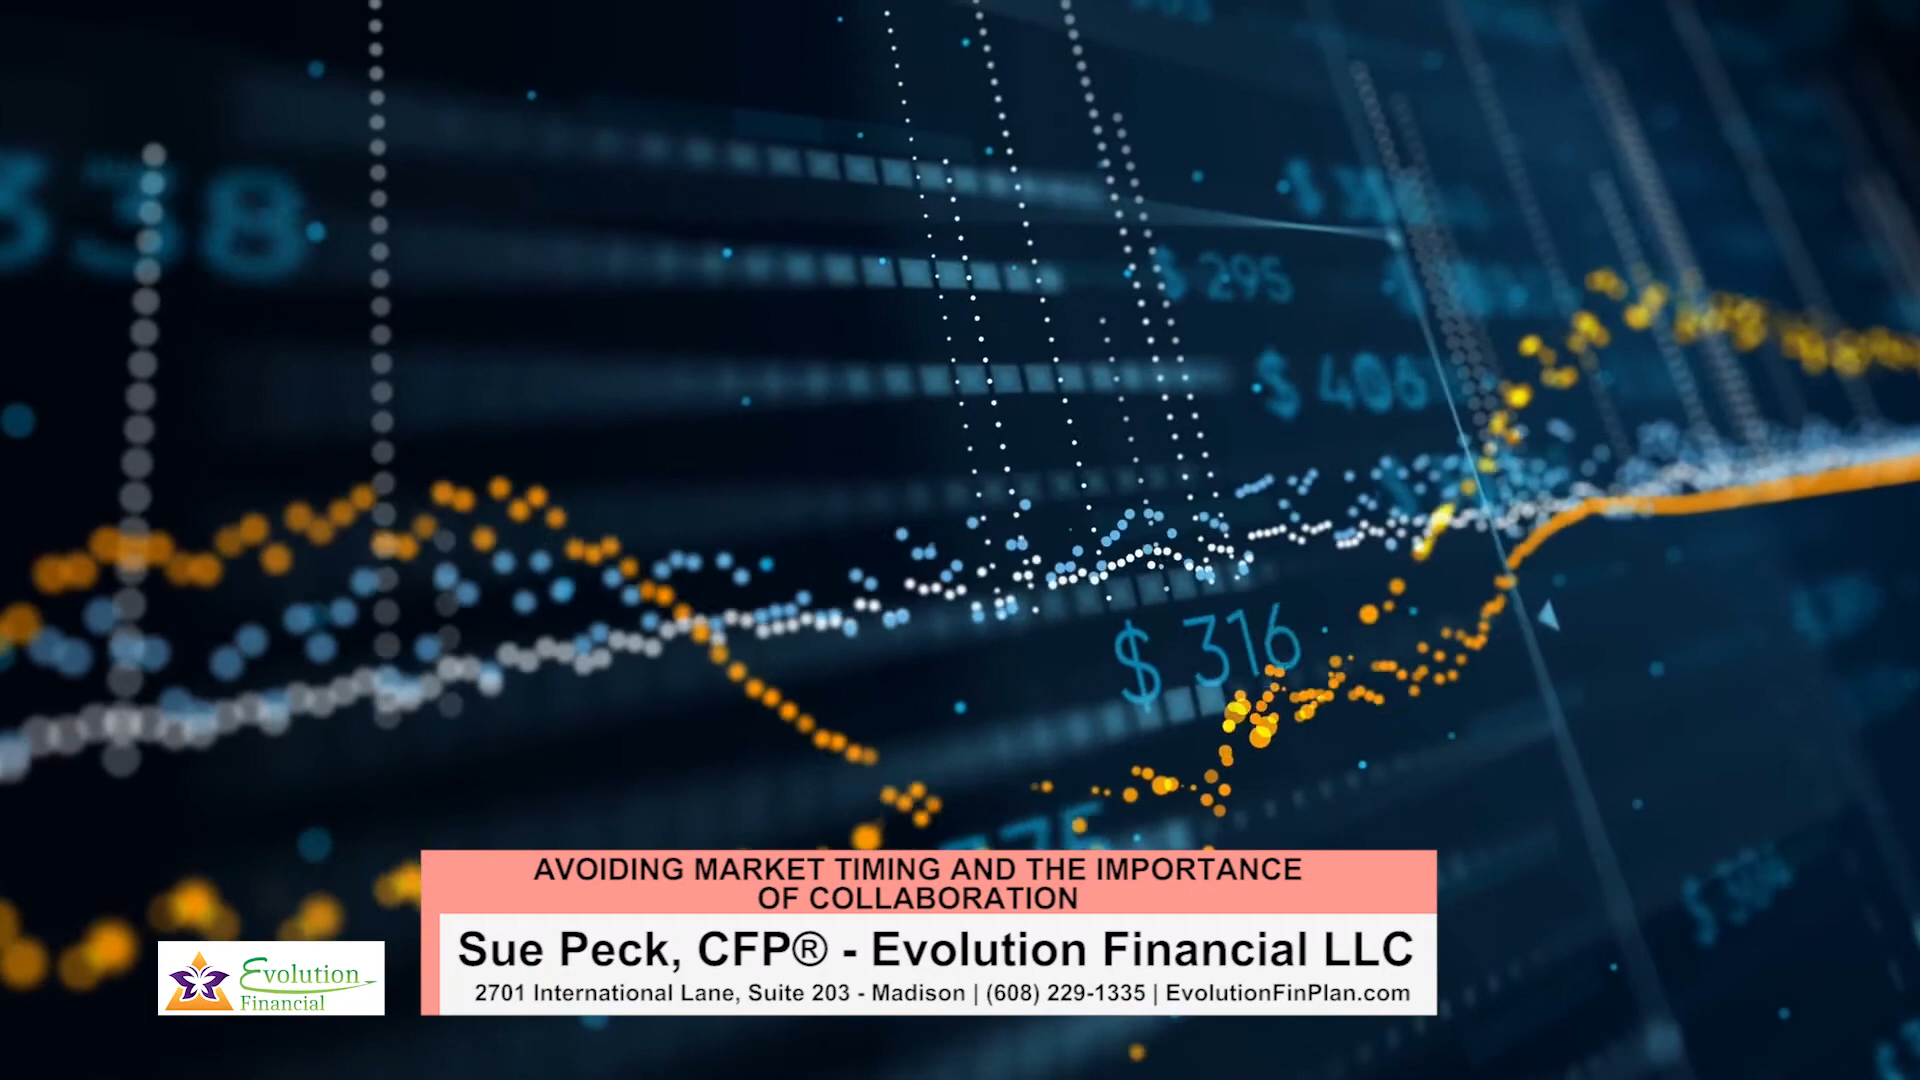 338
$ 295
$ 406
$ 316
AVOIDING MARKET TIMING AND THE IMPORTANCE
OF COLLABORATION
Sue Peck, CFP® - Evolution Financial LLC
2701 International Lane, Suite 203 - Madison | (608) 229-1335 | EvolutionFinPlan.com
Evolution
Financial